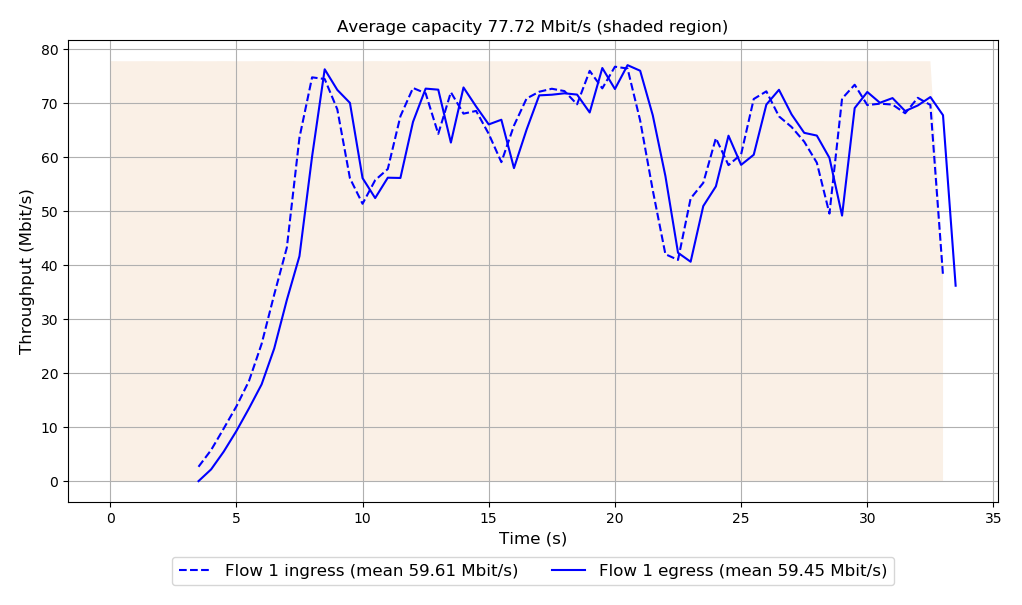 Average capacity 77.72 Mbit/s (shaded region)
80
70
60
50
40
30
20
10
0
Throughput (Mbit/s)
0 5 10 15 20 25 30 35
Time (s)
Flow 1 ingress (mean 59.61 Mbit/s) Flow 1 egress (mean 59.45 Mbit/s)